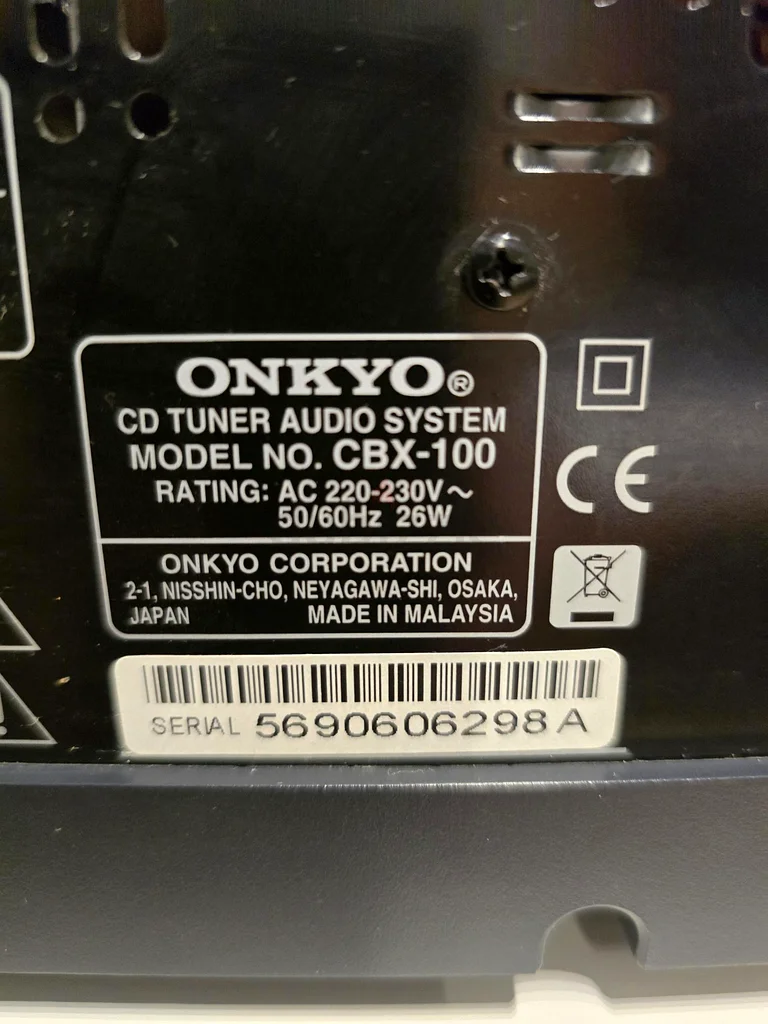 ONKYO®
CD TUNER AUDIO SYSTEM
MODEL NO. CBX-100
RATING: AC 220-230V ~
50/60Hz 26W
ONKYO CORPORATION
2-1, NISSHIN-CHO, NEYAGAWA-SHI, OSAKA,
JAPAN MADE IN MALAYSIA
CE
SERIAL 5690606298A